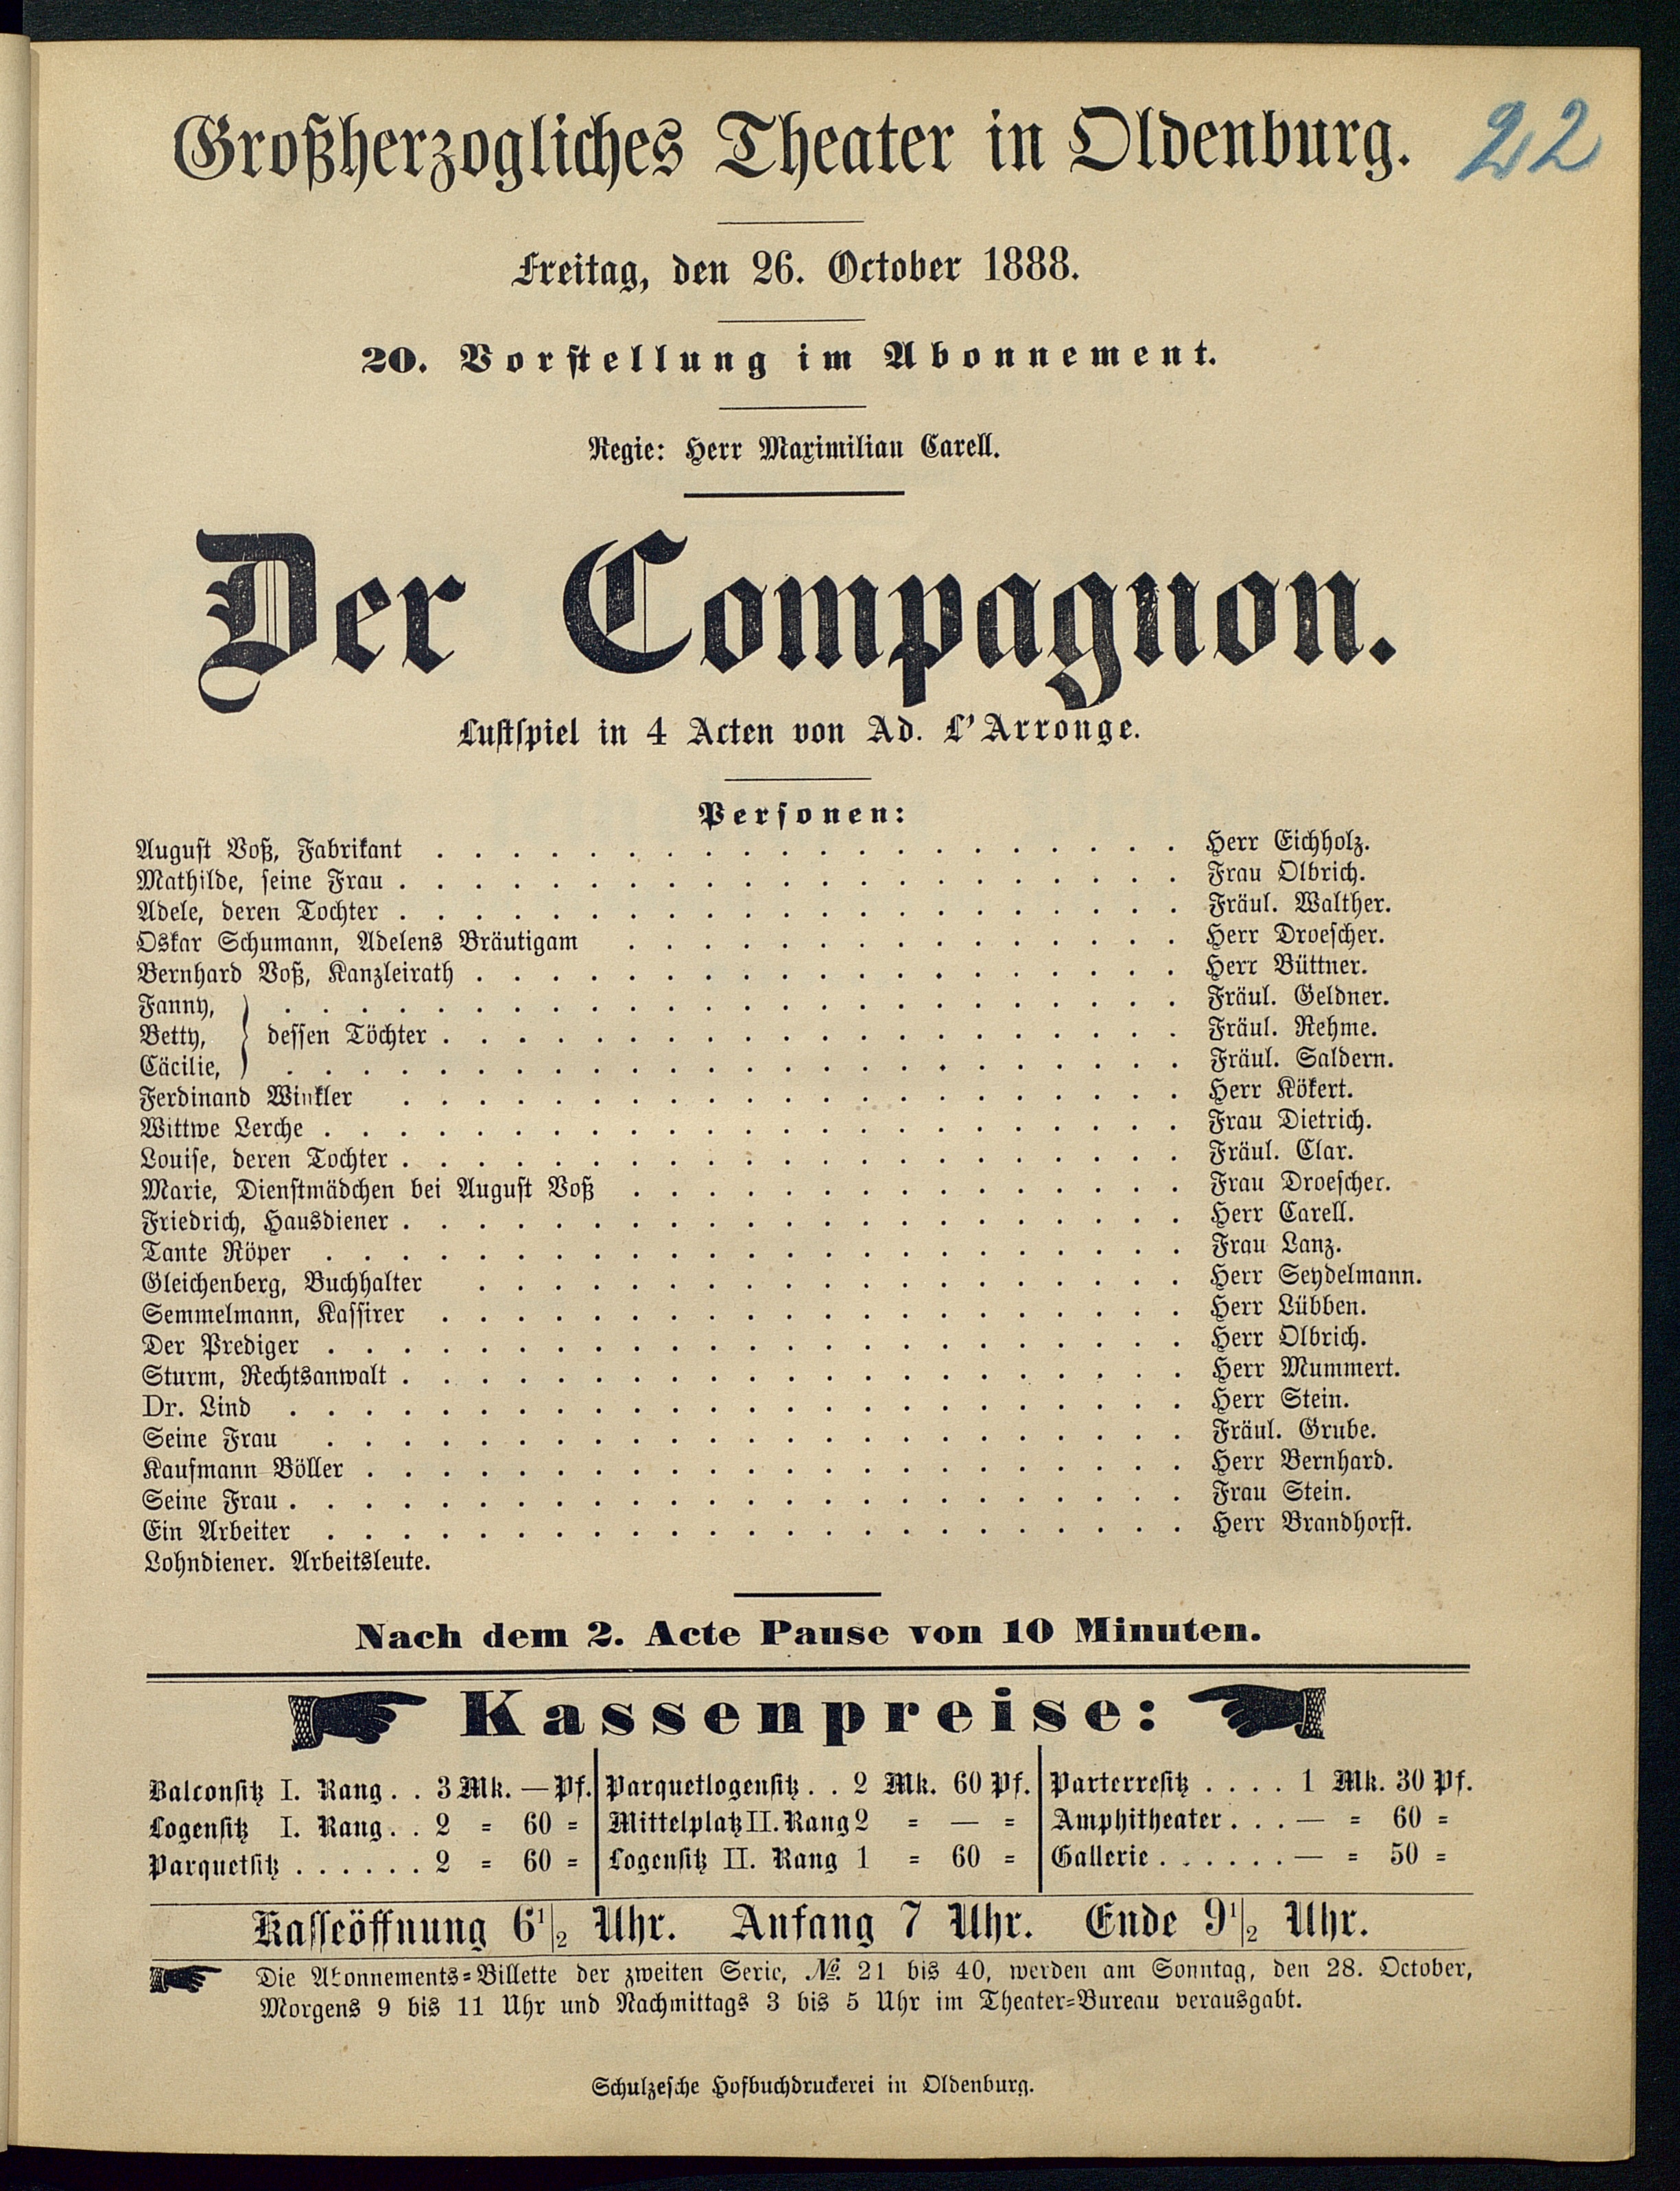 Großherzogliches Theater in Oldenburg. 22
Freitag, den 26. October 1888.
20. Vorstellung im Abonnement.
Regie: Herr Maximilian Carell.
Der Compagnon.
Lustspiel in 4 Acten von Ad. L'Arronge.
Personen:
August Voß, Fabrikant . . . . . . . . . . . . . . . . . . . . Herr Eichholz.
Mathilde, seine Frau . . . . . . . . . . . . . . . . . . . . . Frau Olbrich.
Adele, deren Tochter . . . . . . . . . . . . . . . . . . . . . Fräul. Walther.
Oskar Schumann, Adelens Bräutigam . . . . . . . . . . . . . . . Herr Droescher.
Bernhard Voß, Kanzleirath . . . . . . . . . . . . . . . . . . . Herr Büttner.
Fanny, } . . . . . . . . . . . . . . . . . . . . . . . . Fräul. Geldner.
Betty, } dessen Töchter . . . . . . . . . . . . . . . . . . . . Fräul. Rehme.
Cäcilie, } . . . . . . . . . . . . . . . . . . . . . . . . Fräul. Saldern.
Ferdinand Winkler . . . . . . . . . . . . . . . . . . . . . Herr Kökert.
Wittwe Lerche . . . . . . . . . . . . . . . . . . . . . . . Frau Dietrich.
Louise, deren Tochter . . . . . . . . . . . . . . . . . . . . . Fräul. Clar.
Marie, Dienstmädchen bei August Voß . . . . . . . . . . . . . . . Frau Droescher.
Friedrich, Hausdiener . . . . . . . . . . . . . . . . . . . . . Herr Carell.
Tante Röper . . . . . . . . . . . . . . . . . . . . . . . Frau Lanz.
Gleichenberg, Buchhalter . . . . . . . . . . . . . . . . . . . Herr Seydelmann.
Semmelmann, Kassirer . . . . . . . . . . . . . . . . . . . . Herr Lübben.
Der Prediger . . . . . . . . . . . . . . . . . . . . . . . Herr Olbrich.
Sturm, Rechtsanwalt . . . . . . . . . . . . . . . . . . . . . Herr Mummert.
Dr. Lind . . . . . . . . . . . . . . . . . . . . . . . . Herr Stein.
Seine Frau . . . . . . . . . . . . . . . . . . . . . . . Fräul. Grube.
Kaufmann Böller . . . . . . . . . . . . . . . . . . . . . . Herr Bernhard.
Seine Frau . . . . . . . . . . . . . . . . . . . . . . . . Frau Stein.
Ein Arbeiter . . . . . . . . . . . . . . . . . . . . . . . Herr Brandhorst.
Lohndiener. Arbeitsleute.
Nach dem 2. Acte Pause von 10 Minuten.
Kassenpreise:
Balconsitz I. Rang . . 3 Mk. — Pf. Parquetlogensitz . . 2 Mk. 60 Pf. Parterresitz . . . . 1 Mk. 30 Pf.
Logensitz I. Rang . . 2 = 60 = Mittelplatz II. Rang 2 = — = Amphitheater . . . — = 60 =
Parquetsitz . . . . . . 2 = 60 = Logensitz II. Rang 1 = 60 = Gallerie . . . . . . — = 50 =
Kasseöffnung 6 1/2 Uhr. Anfang 7 Uhr. Ende 9 1/2 Uhr.
Die Abonnements=Billette der zweiten Serie, № 21 bis 40, werden am Sonntag, den 28. October,
Morgens 9 bis 11 Uhr und Nachmittags 3 bis 5 Uhr im Theater=Bureau verausgabt.
Schulzesche Hofbuchdruckerei in Oldenburg.